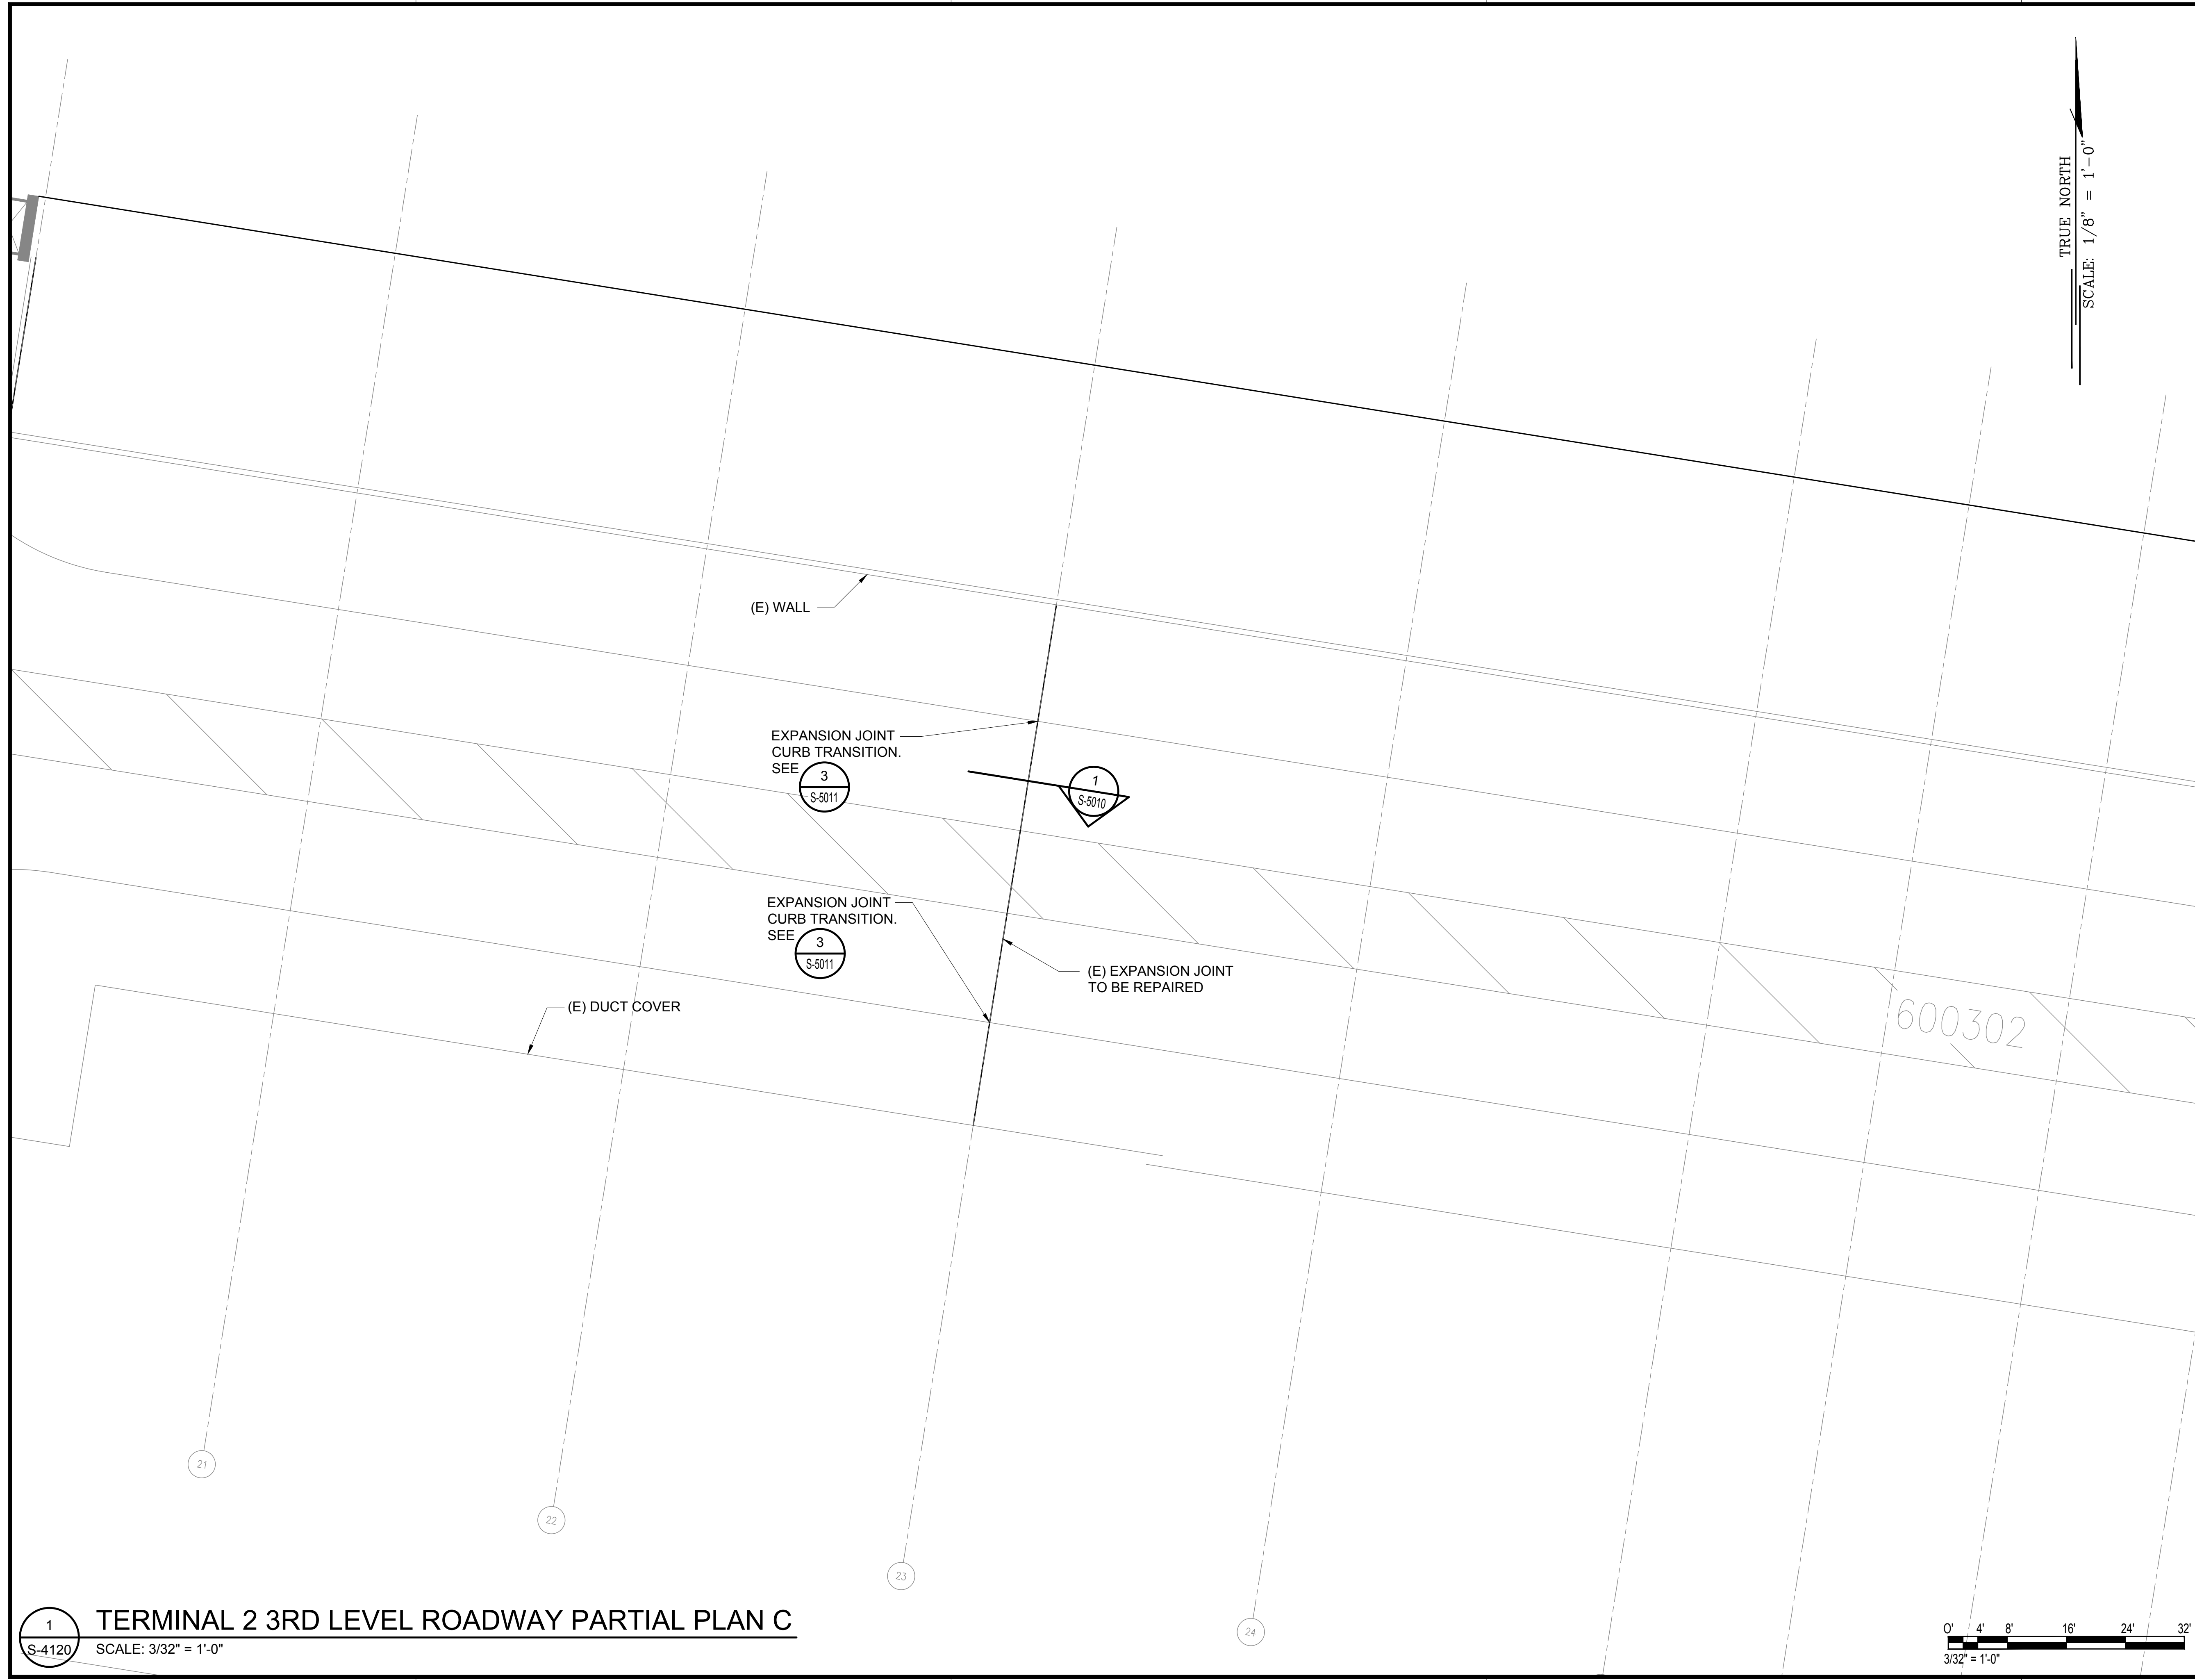 TRUE NORTH
SCALE: 1/8" = 1'-0"
(E) WALL
EXPANSION JOINT
CURB TRANSITION.
SEE
3
S-5011
1
S-5010
EXPANSION JOINT
CURB TRANSITION.
SEE
3
S-5011
(E) EXPANSION JOINT
TO BE REPAIRED
(E) DUCT COVER
600302
21
22
23
24
1
S-4120
TERMINAL 2 3RD LEVEL ROADWAY PARTIAL PLAN C
SCALE: 3/32" = 1'-0"
0' 4' 8' 16' 24' 32'
3/32" = 1'-0"